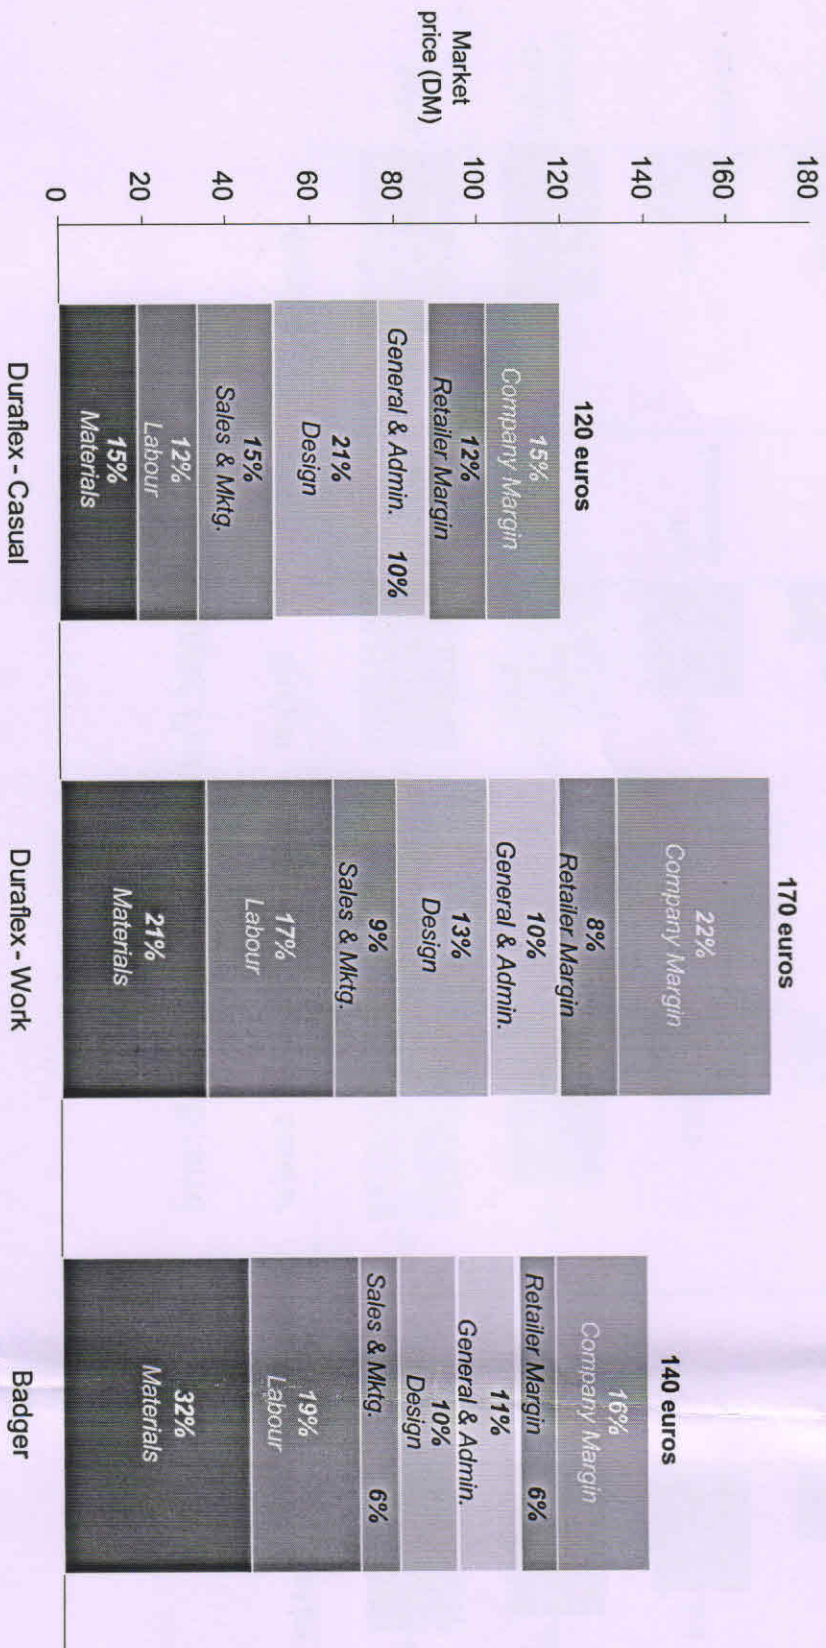 Market
price (DM)
180
160
140
120
100
80
60
40
20
0
120 euros
15%
Company Margin
12%
Retailer Margin
General & Admin. 10%
21%
Design
15%
Sales & Mktg.
12%
Labour
15%
Materials
Duraflex - Casual
170 euros
22%
Company Margin
8%
Retailer Margin
10%
General & Admin.
13%
Design
9%
Sales & Mktg.
17%
Labour
21%
Materials
Duraflex - Work
140 euros
16%
Company Margin
Retailer Margin 6%
11%
General & Admin.
10%
Design
Sales & Mktg. 6%
19%
Labour
32%
Materials
Badger